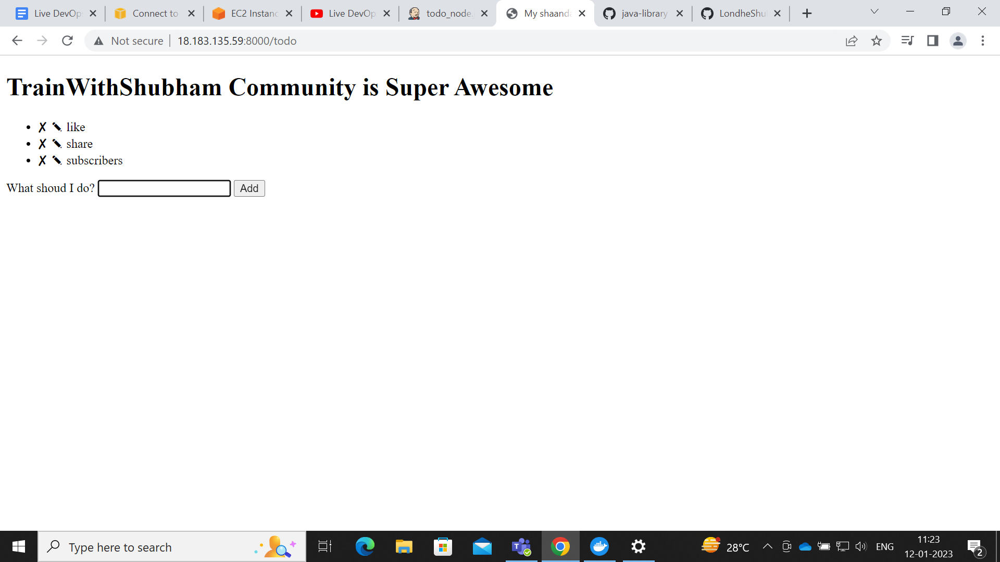 Live DevOp
Connect to
EC2 Instanc
Live DevOp
todo_node.
My shaanda
java-library
LondheShu
Not secure
18.183.135.59:8000/todo
TrainWithShubham Community is Super Awesome
✗ ✎ like
✗ ✎ share
✗ ✎ subscribers
What shoud I do?
Add
Type here to search
28°C
ENG
11:23
12-01-2023
2